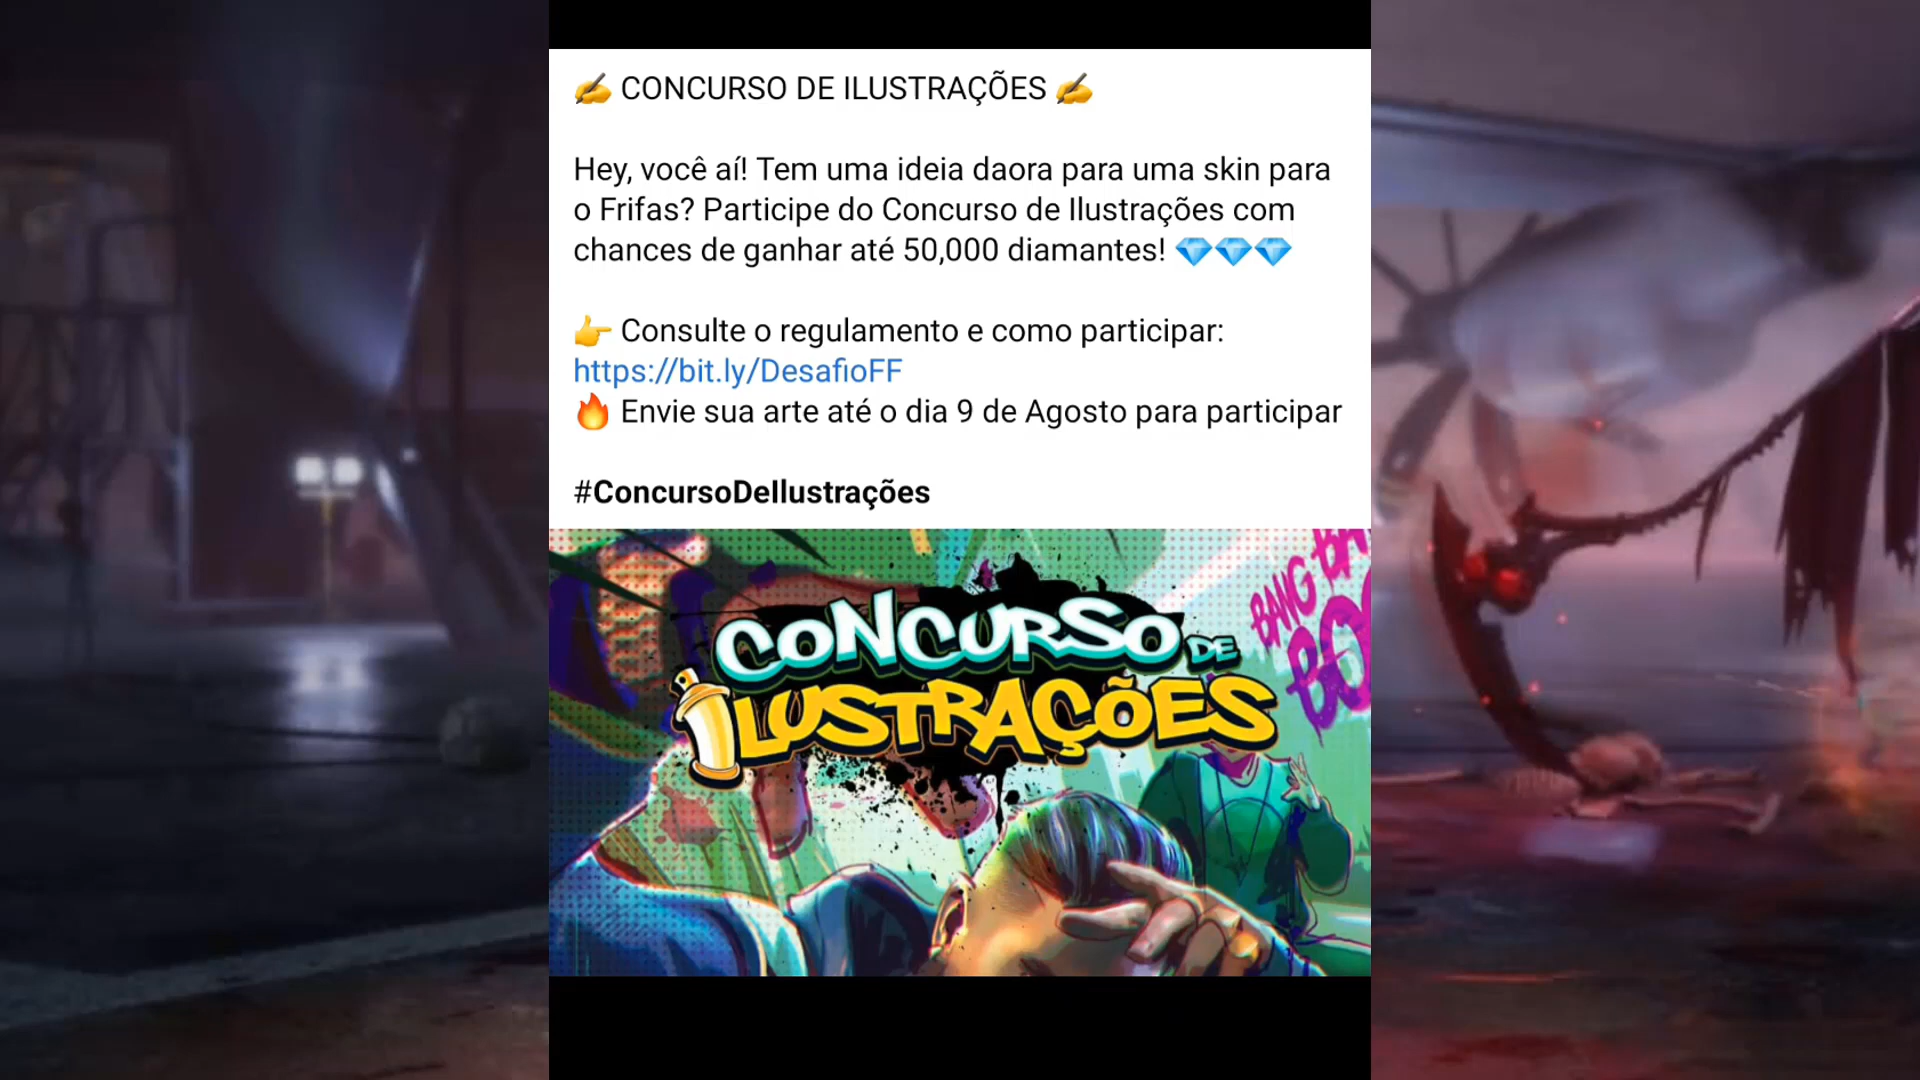 ✍ CONCURSO DE ILUSTRAÇÕES ✍
Hey, você aí! Tem uma ideia daora para uma skin para
o Frifas? Participe do Concurso de Ilustrações com
chances de ganhar até 50,000 diamantes! 💎💎💎
👉 Consulte o regulamento e como participar:
https://bit.ly/DesafioFF
🔥 Envie sua arte até o dia 9 de Agosto para participar
#ConcursoDeIlustrações
CONCURSO DE
ILUSTRAÇÕES
BANG